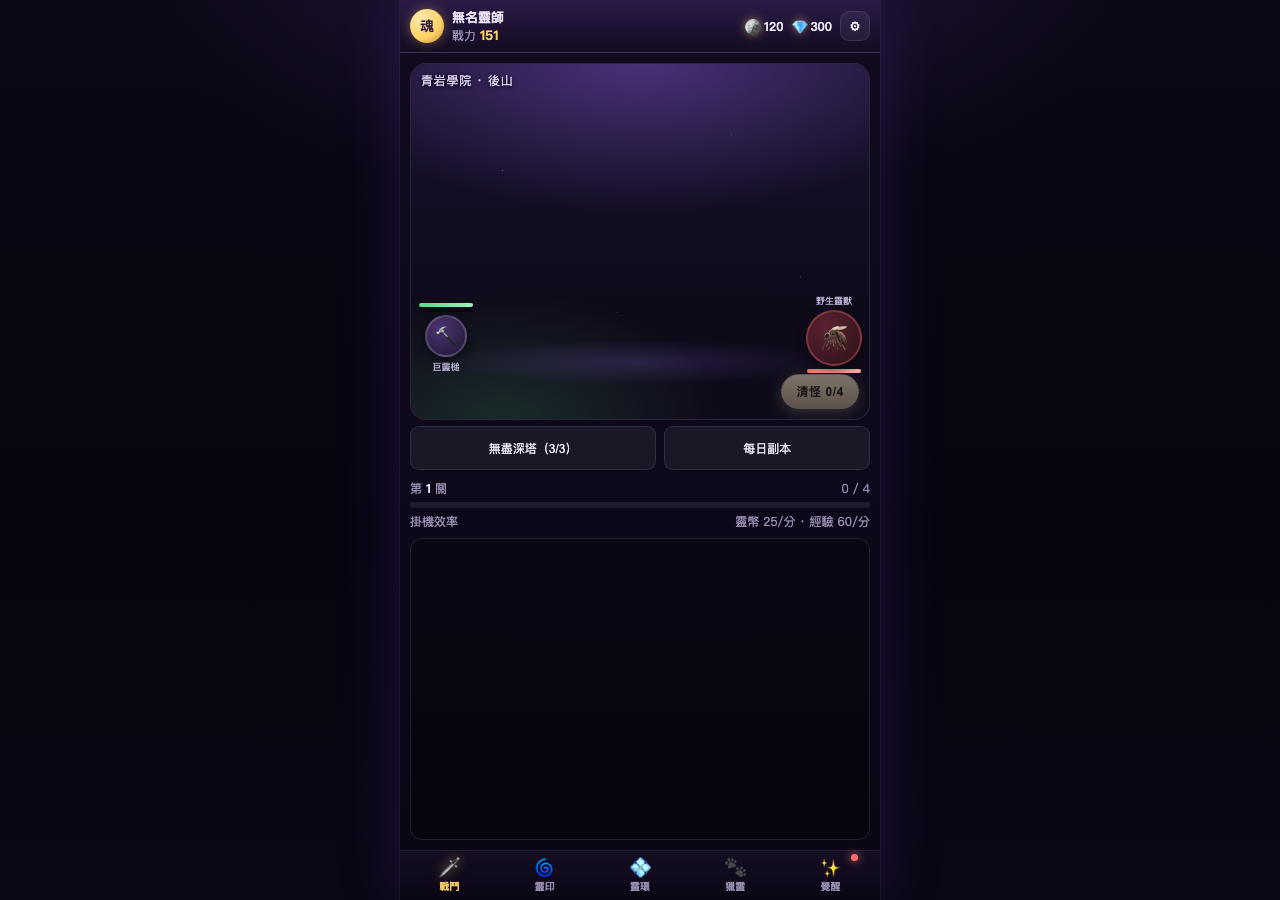 魂
無名靈師
戰力 151
120
300
青岩學院 · 後山
野生靈獸
巨靈槌
清怪 0/4
無盡深塔（3/3）
每日副本
第 1 關
0 / 4
掛機效率
靈幣 25/分 · 經驗 60/分
戰鬥
靈印
靈環
獵靈
覺醒